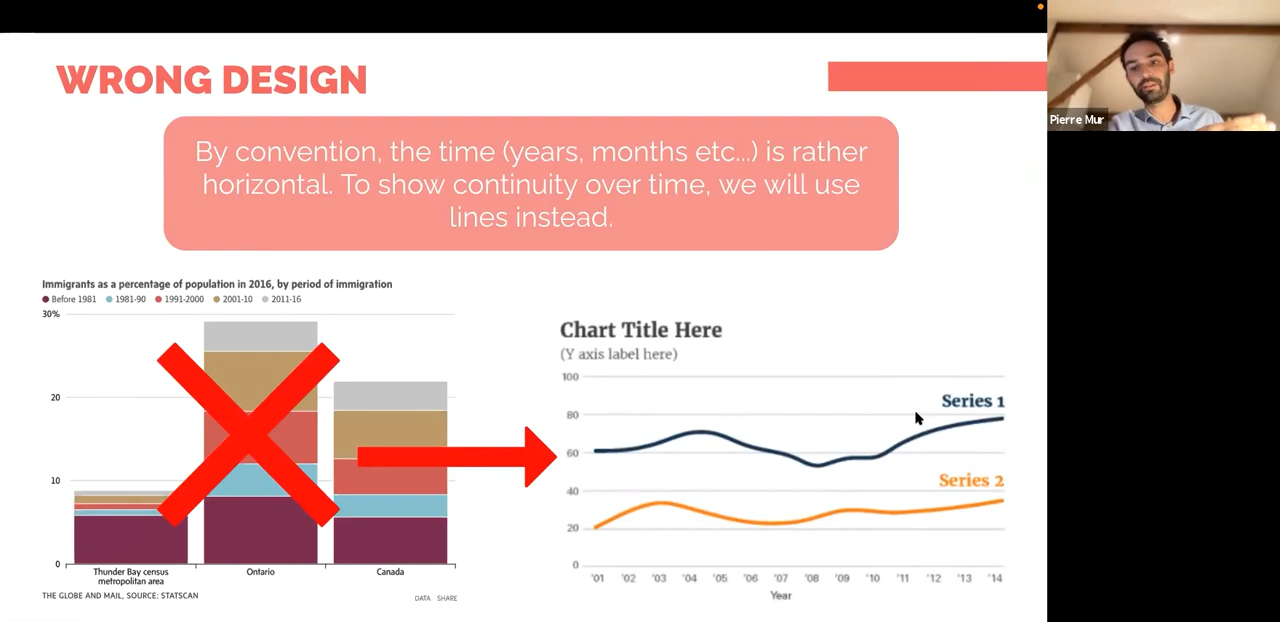 WRONG DESIGN
By convention, the time (years, months etc...) is rather
horizontal. To show continuity over time, we will use
lines instead.
Pierre Mur
Immigrants as a percentage of population in 2016, by period of immigration
Before 1981 1981-90 1991-2000 2001-10 2011-16
30%
20
10
0
Thunder Bay census
metropolitan area
Ontario
Canada
THE GLOBE AND MAIL, SOURCE: STATSCAN
DATA SHARE
Chart Title Here
(Y axis label here)
100
80
60
40
20
0
Series 1
Series 2
'01 '02 '03 '04 '05 '06 '07 '08 '09 '10 '11 '12 '13 '14
Year